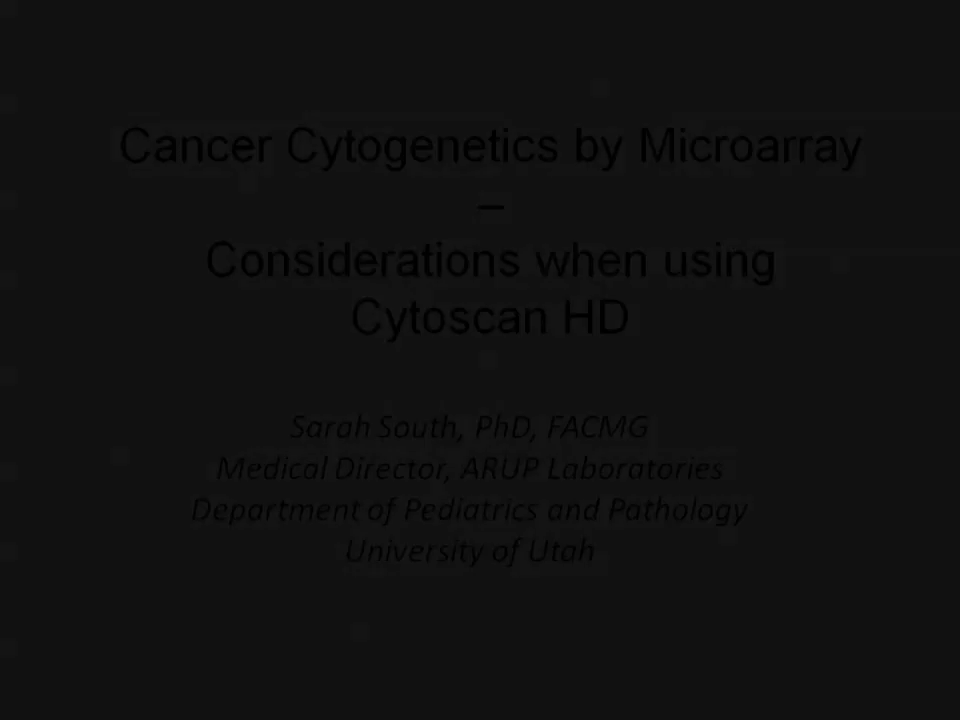 Cancer Cytogenetics by Microarray
–
Considerations when using
Cytoscan HD
Sarah South, PhD, FACMG
Medical Director, ARUP Laboratories
Department of Pediatrics and Pathology
University of Utah